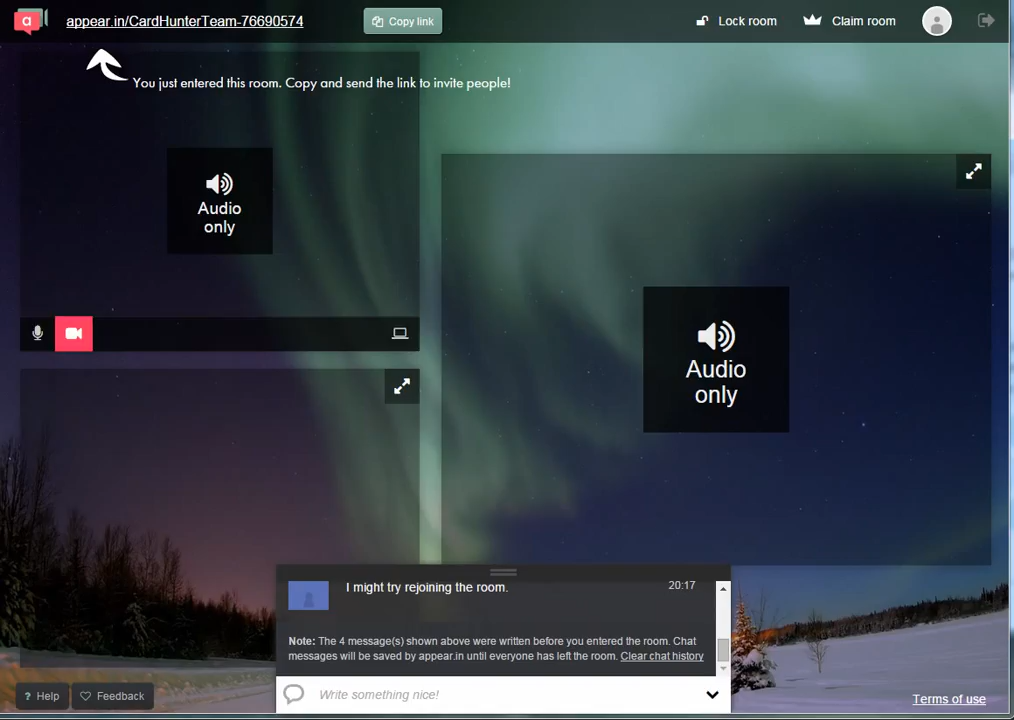 a
appear.in/CardHunterTeam-76690574
Copy link
Lock room
Claim room
You just entered this room. Copy and send the link to invite people!
Audio
only
Audio
only
I might try rejoining the room.
20:17
Note: The 4 message(s) shown above were written before you entered the room. Chat
messages will be saved by appear.in until everyone has left the room. Clear chat history
Write something nice!
? Help
Feedback
Terms of use